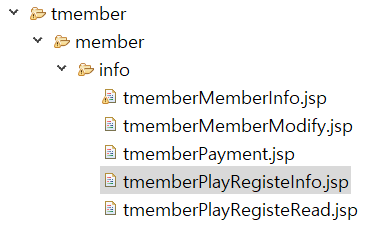 tmember
member
info
tmemberMemberInfo.jsp
tmemberMemberModify.jsp
tmemberPayment.jsp
tmemberPlayRegisteInfo.jsp
tmemberPlayRegisteRead.jsp